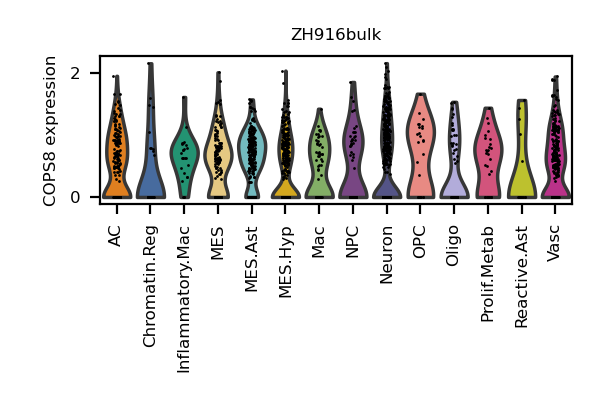 ZH916bulk
COPS8 expression
2
0
AC
Chromatin.Reg
Inflammatory.Mac
MES
MES.Ast
MES.Hyp
Mac
NPC
Neuron
OPC
Oligo
Prolif.Metab
Reactive.Ast
Vasc